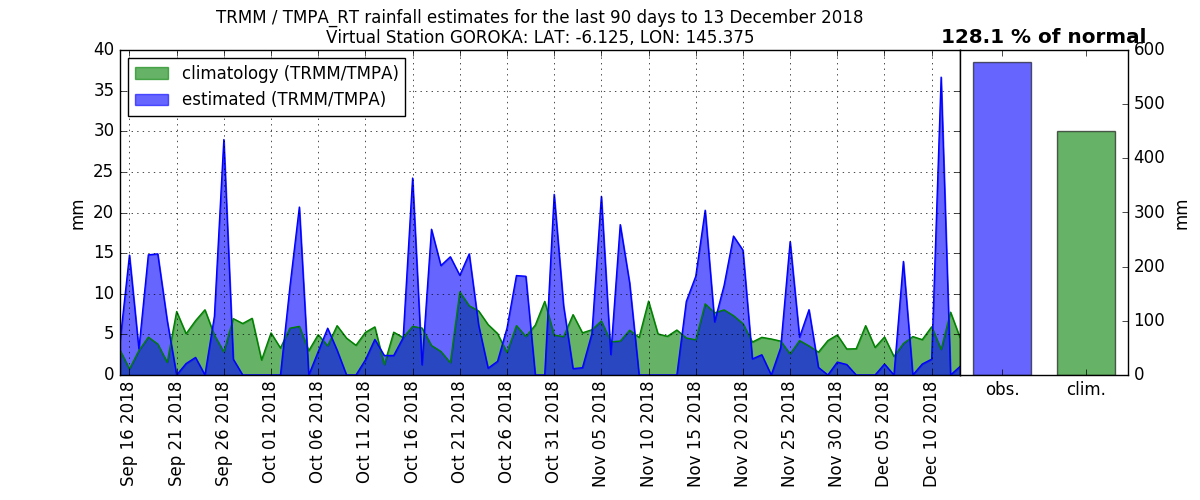 TRMM / TMPA_RT rainfall estimates for the last 90 days to 13 December 2018
Virtual Station GOROKA: LAT: -6.125, LON: 145.375
128.1 % of normal
climatology (TRMM/TMPA)
estimated (TRMM/TMPA)
mm
40
35
30
25
20
15
10
5
0
Sep 16 2018
Sep 21 2018
Sep 26 2018
Oct 01 2018
Oct 06 2018
Oct 11 2018
Oct 16 2018
Oct 21 2018
Oct 26 2018
Oct 31 2018
Nov 05 2018
Nov 10 2018
Nov 15 2018
Nov 20 2018
Nov 25 2018
Nov 30 2018
Dec 05 2018
Dec 10 2018
obs.
clim.
600
500
400
300
200
100
0
mm